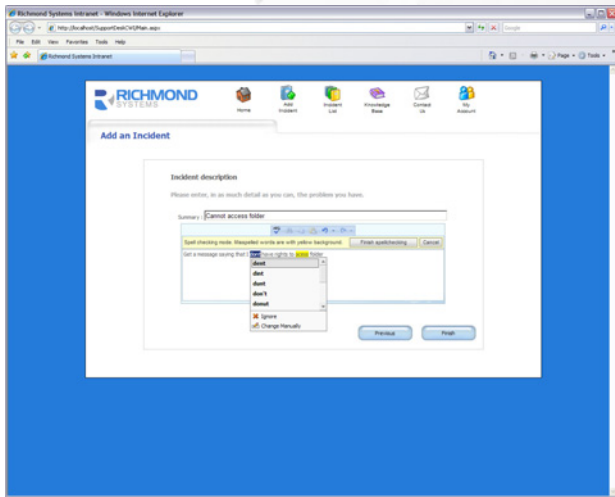 Richmond Systems Intranet - Windows Internet Explorer
http://localhost/SupportDeskCWI/Main.aspx
Google
File Edit View Favorites Tools Help
Richmond Systems Intranet
Page Tools
RICHMOND
SYSTEMS
Home
Add Incident
Incident List
Knowledge Base
Contact Us
My Account
Add an Incident
Incident description
Please enter, in as much detail as you can, the problem you have.
Summary : Cannot access folder
Spell checking mode. Misspelled words are with yellow background. Finish spellchecking Cancel
Get a message saying that I dont have rights to acess folder
dent
dint
dunt
don't
donut
Ignore
Change Manually
Previous Finish